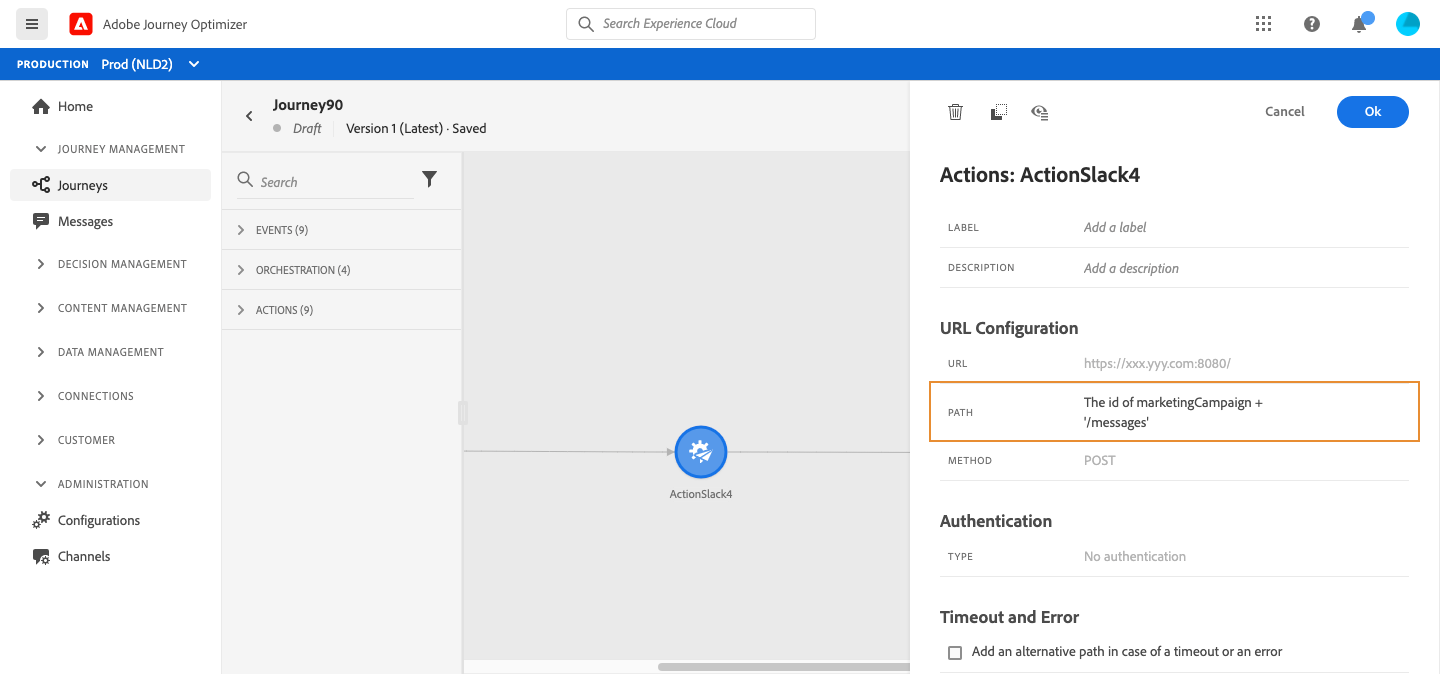 Adobe Journey Optimizer
Search Experience Cloud
PRODUCTION Prod (NLD2)
Home
JOURNEY MANAGEMENT
Journeys
Messages
DECISION MANAGEMENT
CONTENT MANAGEMENT
DATA MANAGEMENT
CONNECTIONS
CUSTOMER
ADMINISTRATION
Configurations
Channels
Journey90
Draft
Version 1 (Latest) · Saved
Search
EVENTS (9)
ORCHESTRATION (4)
ACTIONS (9)
ActionSlack4
Cancel
Ok
Actions: ActionSlack4
LABEL Add a label
DESCRIPTION Add a description
URL Configuration
URL https://xxx.yyy.com:8080/
PATH The id of marketingCampaign +
'/messages'
METHOD POST
Authentication
TYPE No authentication
Timeout and Error
Add an alternative path in case of a timeout or an error